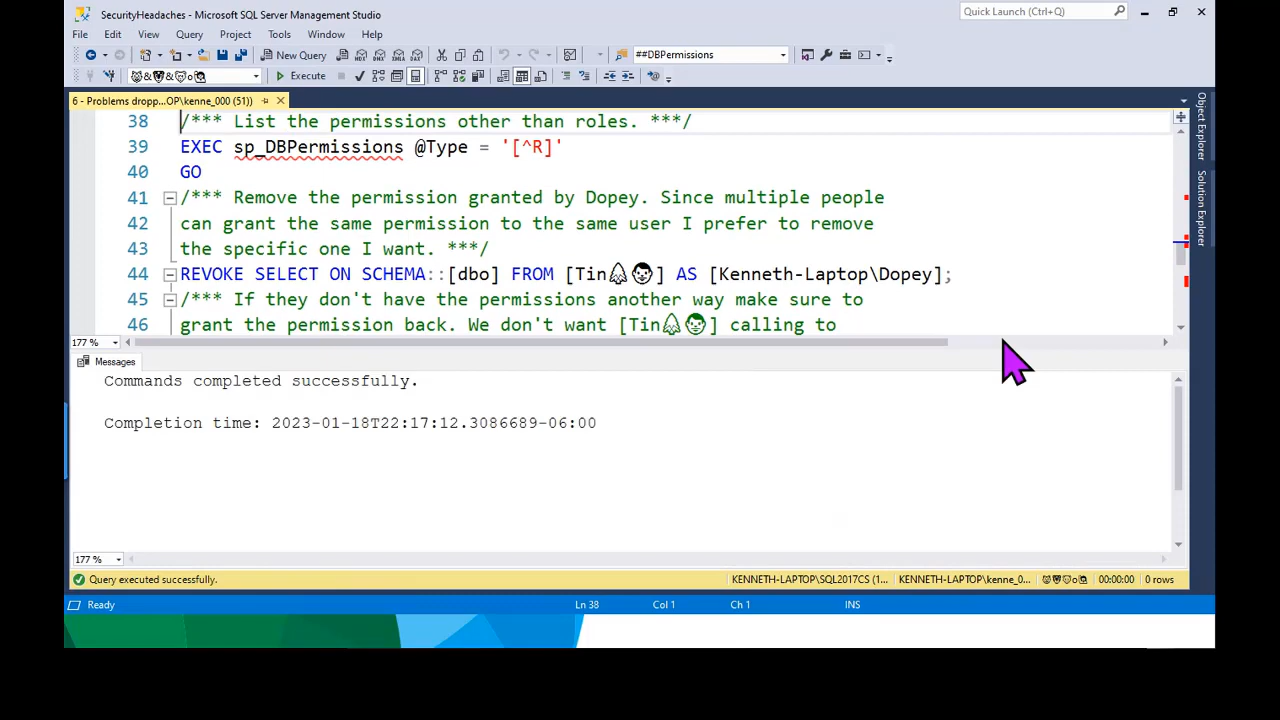 SecurityHeadaches - Microsoft SQL Server Management Studio
Quick Launch (Ctrl+Q)
File Edit View Query Project Tools Window Help
New Query
##DBPermissions
Execute
6 - Problems dropp...OP\kenne_000 (51))
38 /*** List the permissions other than roles. ***/
39 EXEC sp_DBPermissions @Type = '[^R]'
40 GO
41 /*** Remove the permission granted by Dopey. Since multiple people
42 can grant the same permission to the same user I prefer to remove
43 the specific one I want. ***/
44 REVOKE SELECT ON SCHEMA::[dbo] FROM [Tin🌲👨] AS [Kenneth-Laptop\Dopey];
45 /*** If they don't have the permissions another way make sure to
46 grant the permission back. We don't want [Tin🌲👨] calling to
177 %
Messages
Commands completed successfully.
Completion time: 2023-01-18T22:17:12.3086689-06:00
177 %
Query executed successfully.
KENNETH-LAPTOP\SQL2017CS (1... KENNETH-LAPTOP\kenne_0... 00:00:00 0 rows
Ready
Ln 38 Col 1 Ch 1 INS
Object Explorer
Solution Explorer